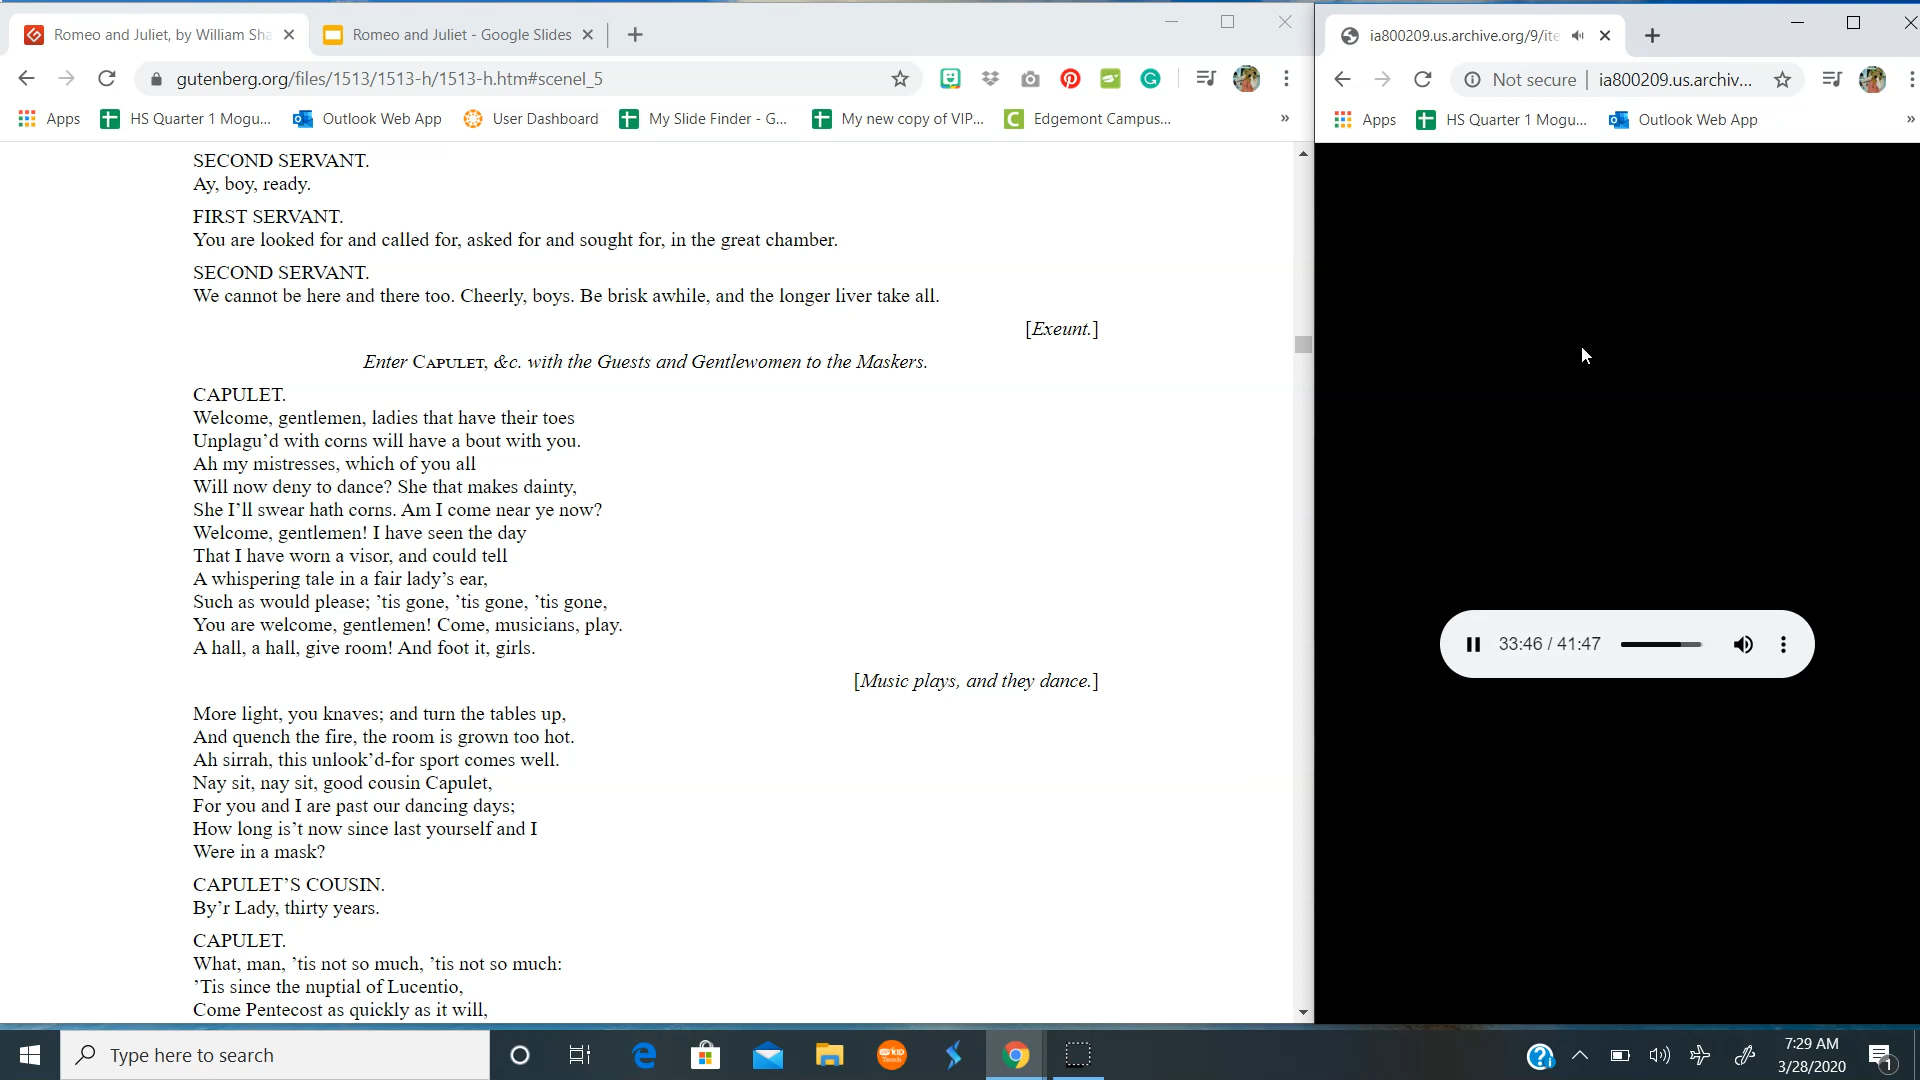 Romeo and Juliet, by William Sha
Romeo and Juliet - Google Slides
gutenberg.org/files/1513/1513-h/1513-h.htm#sceneI_5
Apps
HS Quarter 1 Mogu...
Outlook Web App
User Dashboard
My Slide Finder - G...
My new copy of VIP...
Edgemont Campus...
»
SECOND SERVANT.
Ay, boy, ready.
FIRST SERVANT.
You are looked for and called for, asked for and sought for, in the great chamber.
SECOND SERVANT.
We cannot be here and there too. Cheerly, boys. Be brisk awhile, and the longer liver take all.
[Exeunt.]
Enter CAPULET, &c. with the Guests and Gentlewomen to the Maskers.
CAPULET.
Welcome, gentlemen, ladies that have their toes
Unplagu’d with corns will have a bout with you.
Ah my mistresses, which of you all
Will now deny to dance? She that makes dainty,
She I’ll swear hath corns. Am I come near ye now?
Welcome, gentlemen! I have seen the day
That I have worn a visor, and could tell
A whispering tale in a fair lady’s ear,
Such as would please; ’tis gone, ’tis gone, ’tis gone,
You are welcome, gentlemen! Come, musicians, play.
A hall, a hall, give room! And foot it, girls.
[Music plays, and they dance.]
More light, you knaves; and turn the tables up,
And quench the fire, the room is grown too hot.
Ah sirrah, this unlook’d-for sport comes well.
Nay sit, nay sit, good cousin Capulet,
For you and I are past our dancing days;
How long is’t now since last yourself and I
Were in a mask?
CAPULET’S COUSIN.
By’r Lady, thirty years.
CAPULET.
What, man, ’tis not so much, ’tis not so much:
’Tis since the nuptial of Lucentio,
Come Pentecost as quickly as it will,
ia800209.us.archive.org/9/ite
Not secure
ia800209.us.archiv...
Apps
HS Quarter 1 Mogu...
Outlook Web App
»
33:46 / 41:47
Type here to search
7:29 AM
3/28/2020
1